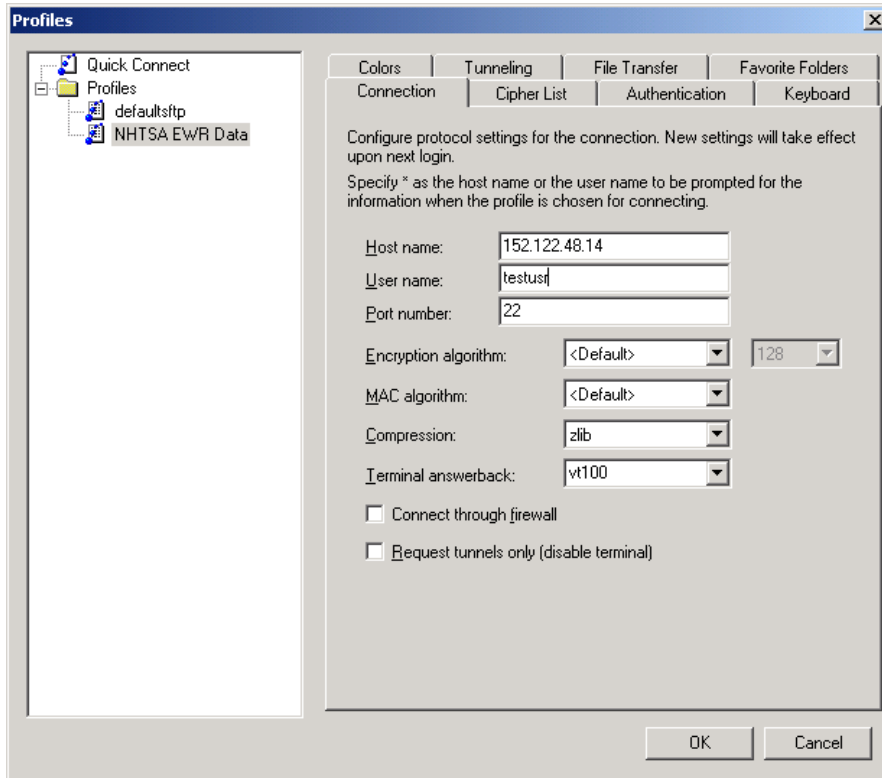 Profiles
Quick Connect
Profiles
defaultsftp
NHTSA EWR Data
Colors Tunneling File Transfer Favorite Folders
Connection Cipher List Authentication Keyboard
Configure protocol settings for the connection. New settings will take effect
upon next login.
Specify * as the host name or the user name to be prompted for the
information when the profile is chosen for connecting.
Host name: 152.122.48.14
User name: testusr
Port number: 22
Encryption algorithm: <Default> 128
MAC algorithm: <Default>
Compression: zlib
Terminal answerback: vt100
Connect through firewall
Request tunnels only (disable terminal)
OK Cancel